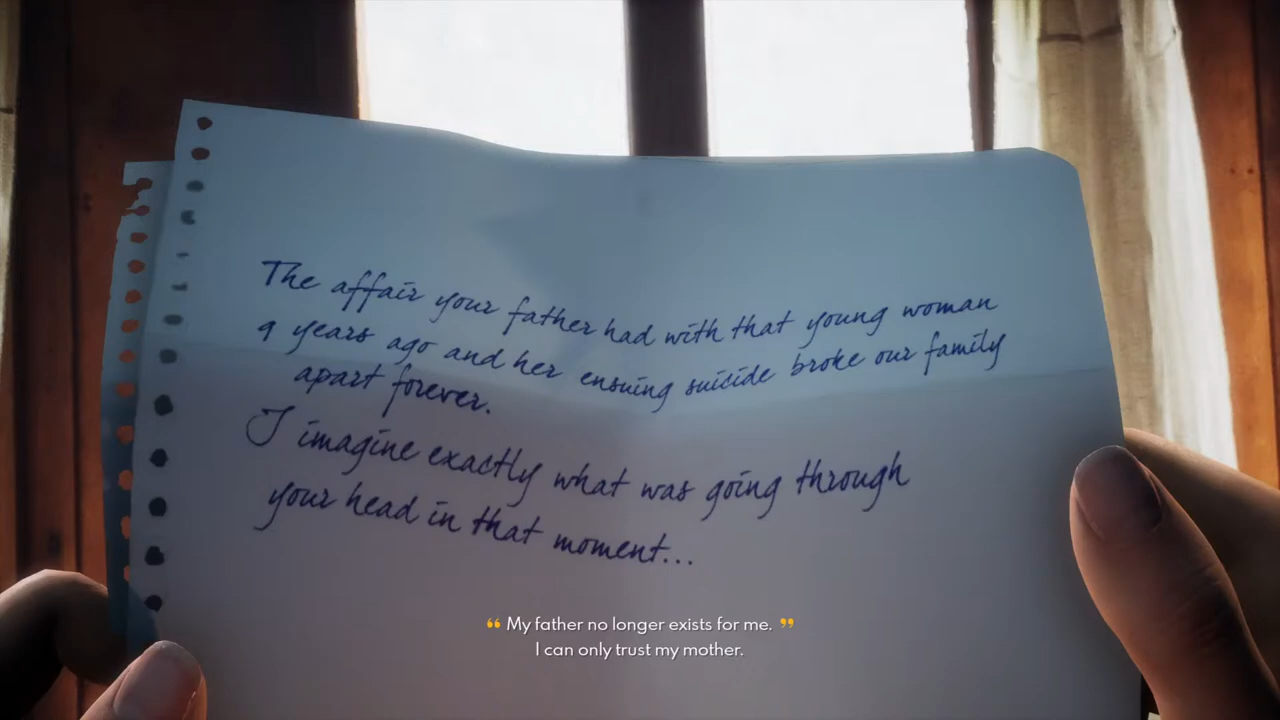 The affair your father had with that young woman
9 years ago and her ensuing suicide broke our family
apart forever.
I imagine exactly what was going through
your head in that moment...
“ My father no longer exists for me. ”
I can only trust my mother.